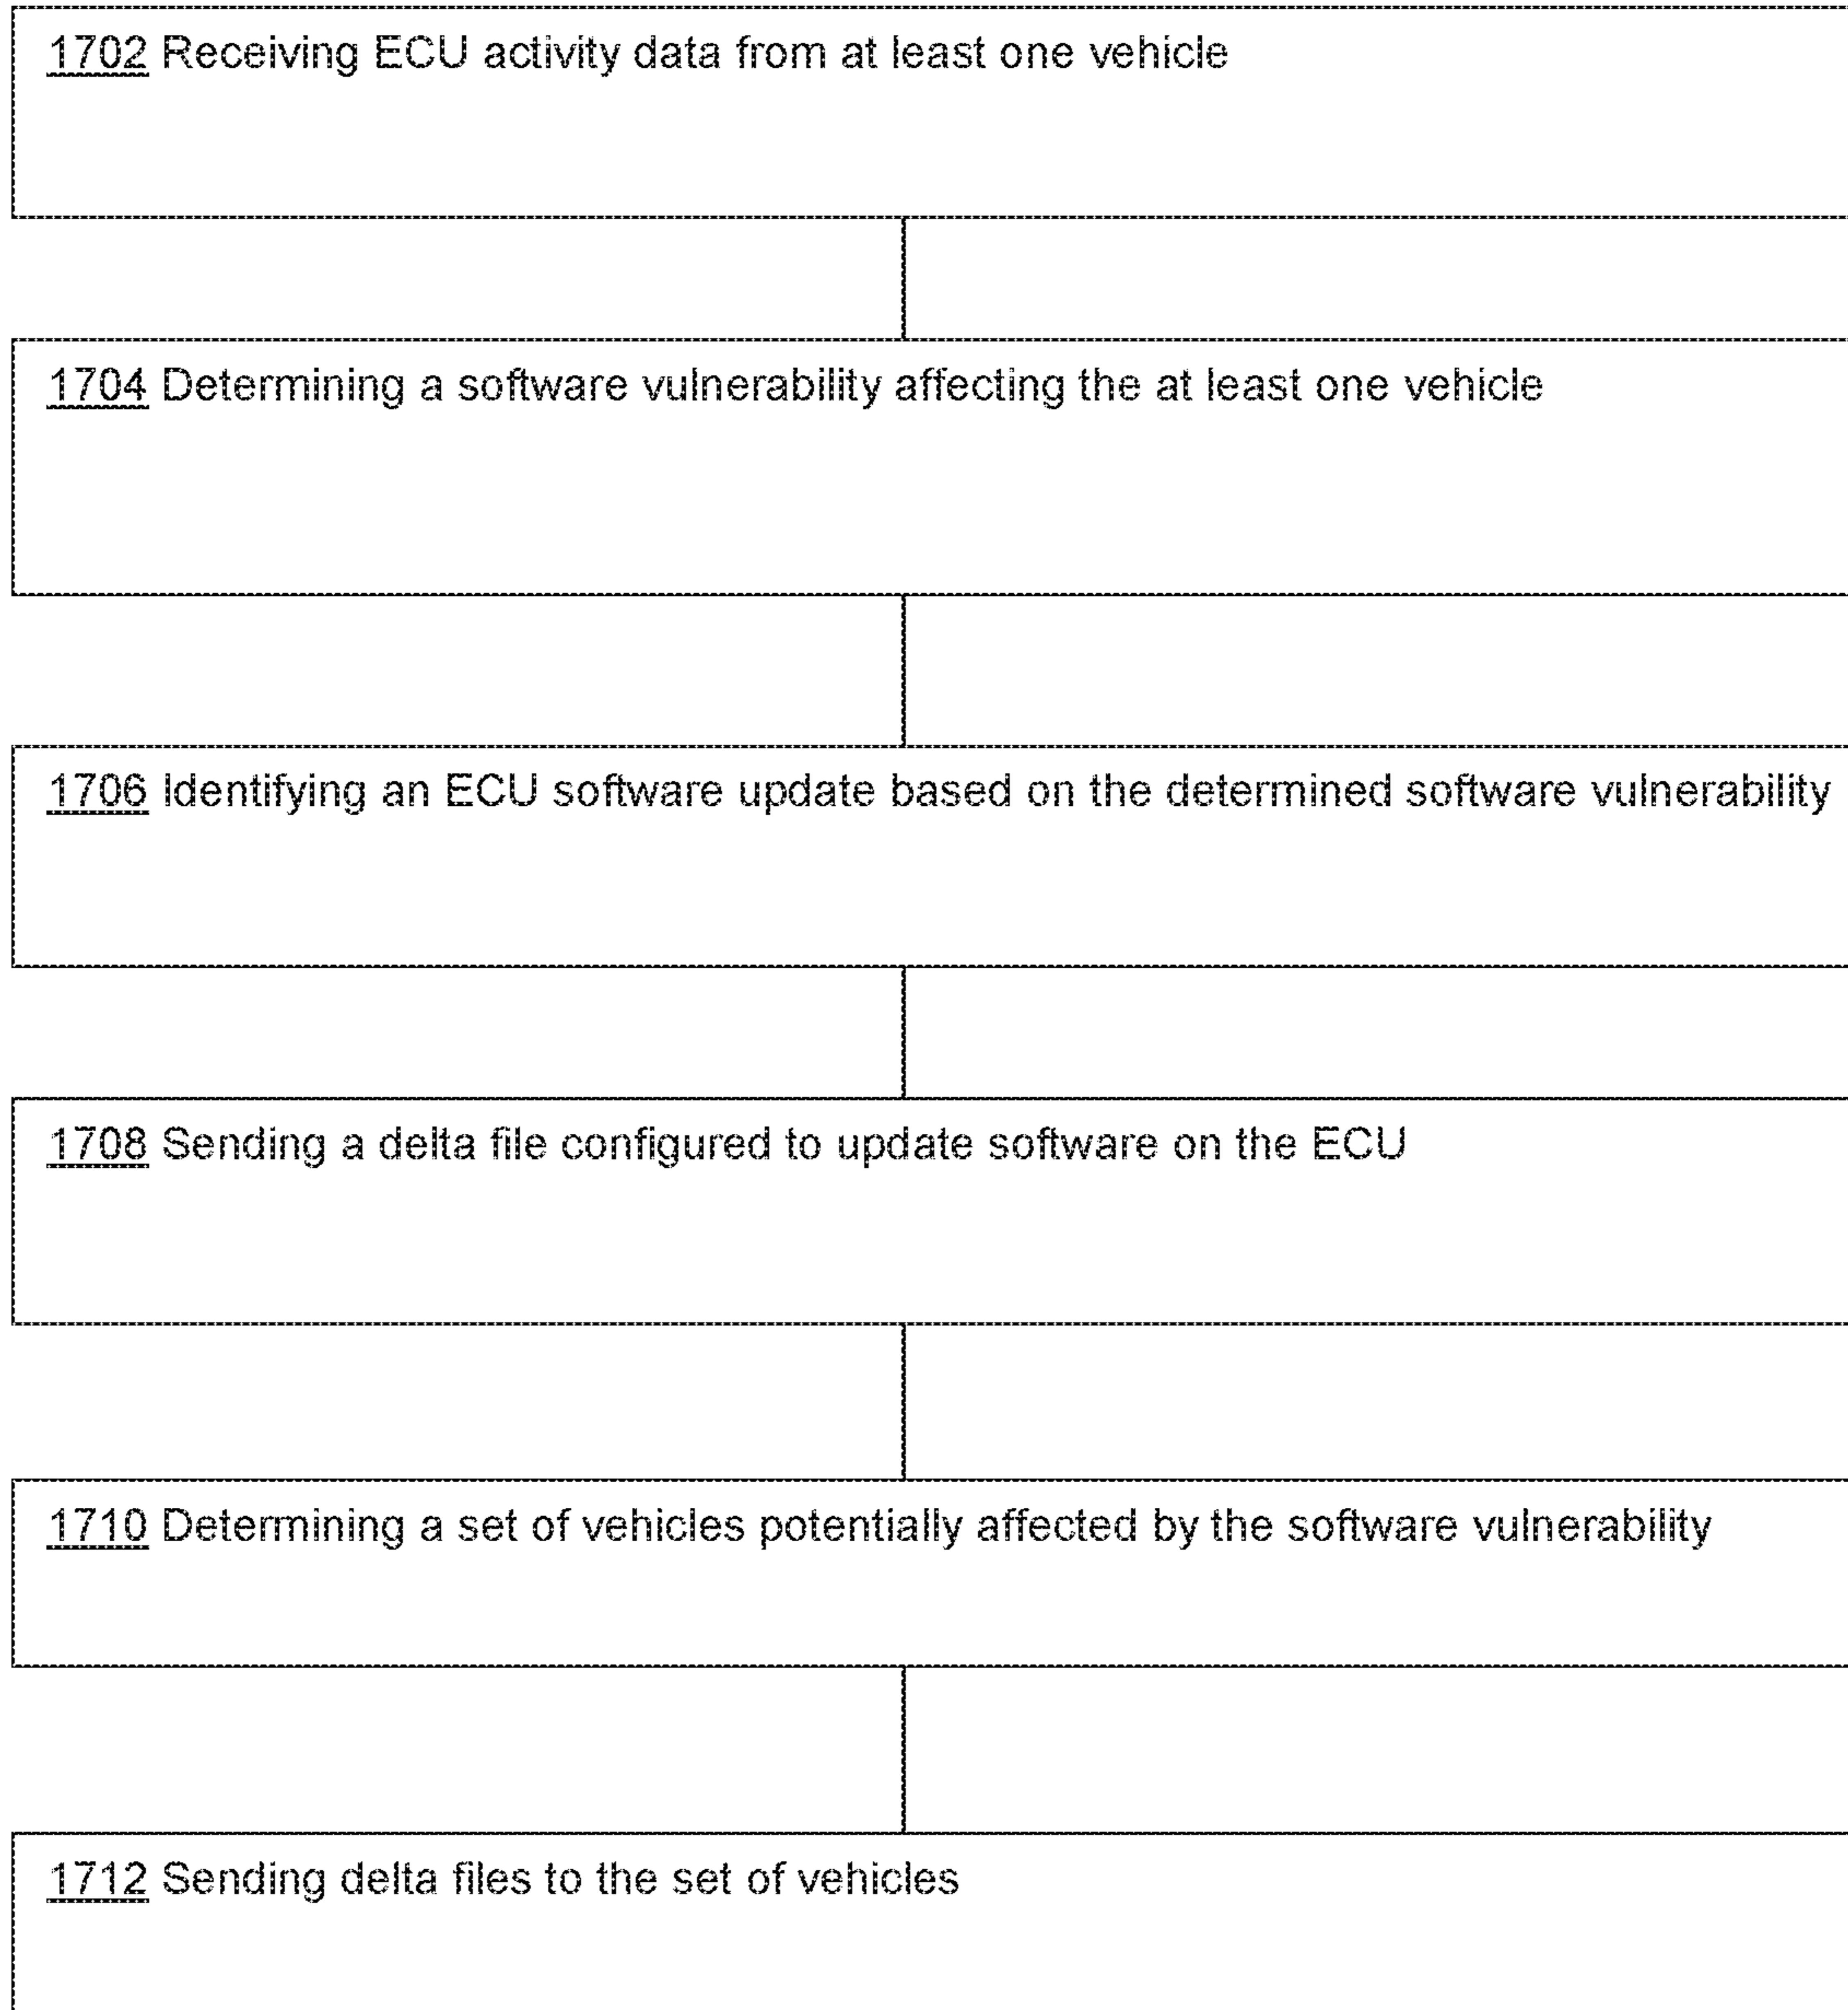 1702 Receiving ECU activity data from at least one vehicle
1704 Determining a software vulnerability affecting the at least one vehicle
1706 Identifying an ECU software update based on the determined software vulnerability
1708 Sending a delta file configured to update software on the ECU
1710 Determining a set of vehicles potentially affected by the software vulnerability
1712 Sending delta files to the set of vehicles